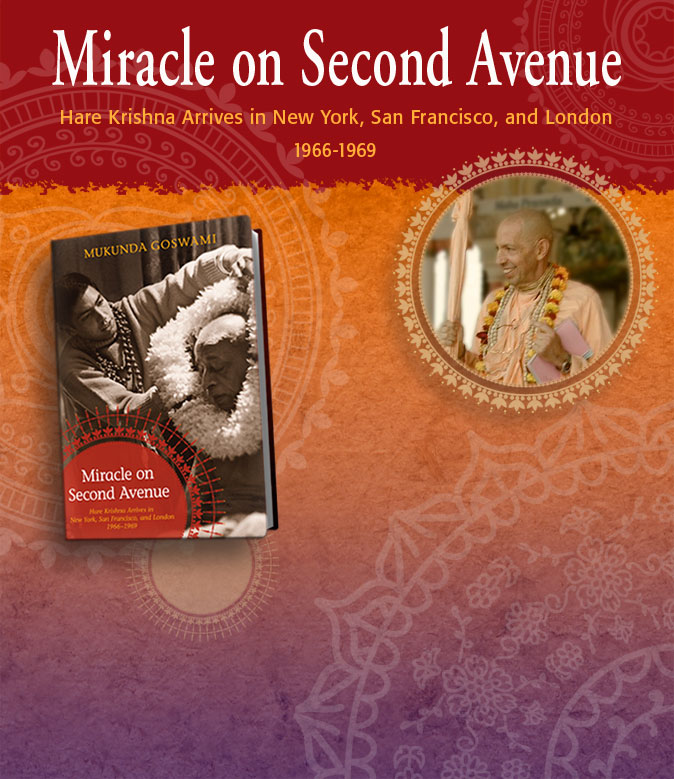 Miracle on Second Avenue
Hare Krishna Arrives in New York, San Francisco, and London
1966-1969
MUKUNDA GOSWAMI
Miracle on
Second Avenue
Hare Krishna Arrives in
New York, San Francisco, and London
1966–1969